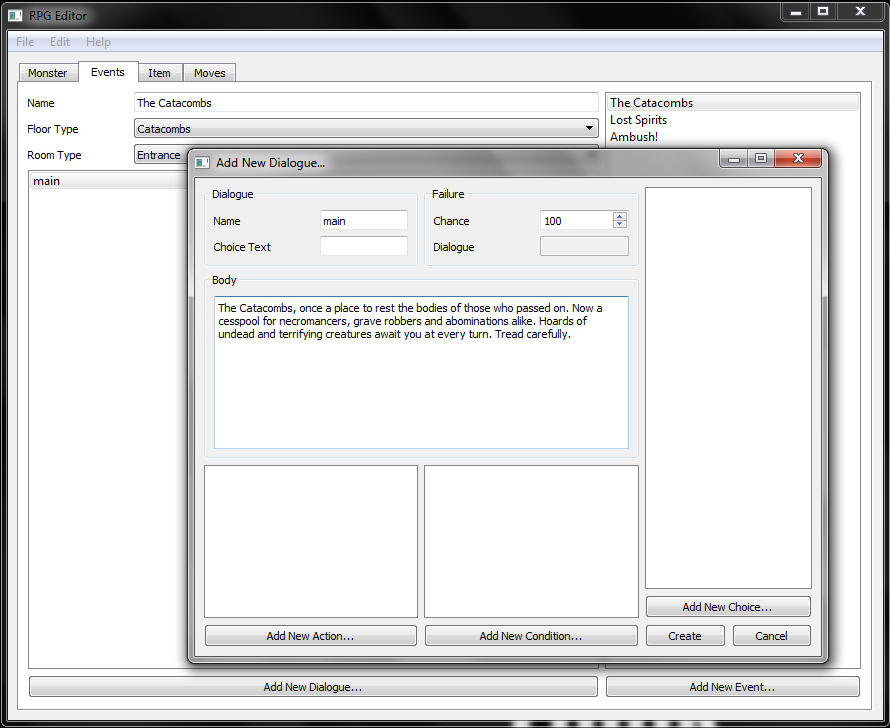 RPG Editor
File Edit Help
Monster Events Item Moves
Name The Catacombs
Floor Type Catacombs
Room Type Entrance
main
The Catacombs
Lost Spirits
Ambush!
Add New Dialogue...
Dialogue
Name main
Choice Text
Failure
Chance 100
Dialogue
Body
The Catacombs, once a place to rest the bodies of those who passed on. Now a
cesspool for necromancers, grave robbers and abominations alike. Hoards of
undead and terrifying creatures await you at every turn. Tread carefully.
Add New Action...
Add New Condition...
Add New Choice...
Create Cancel
Add New Dialogue...
Add New Event...